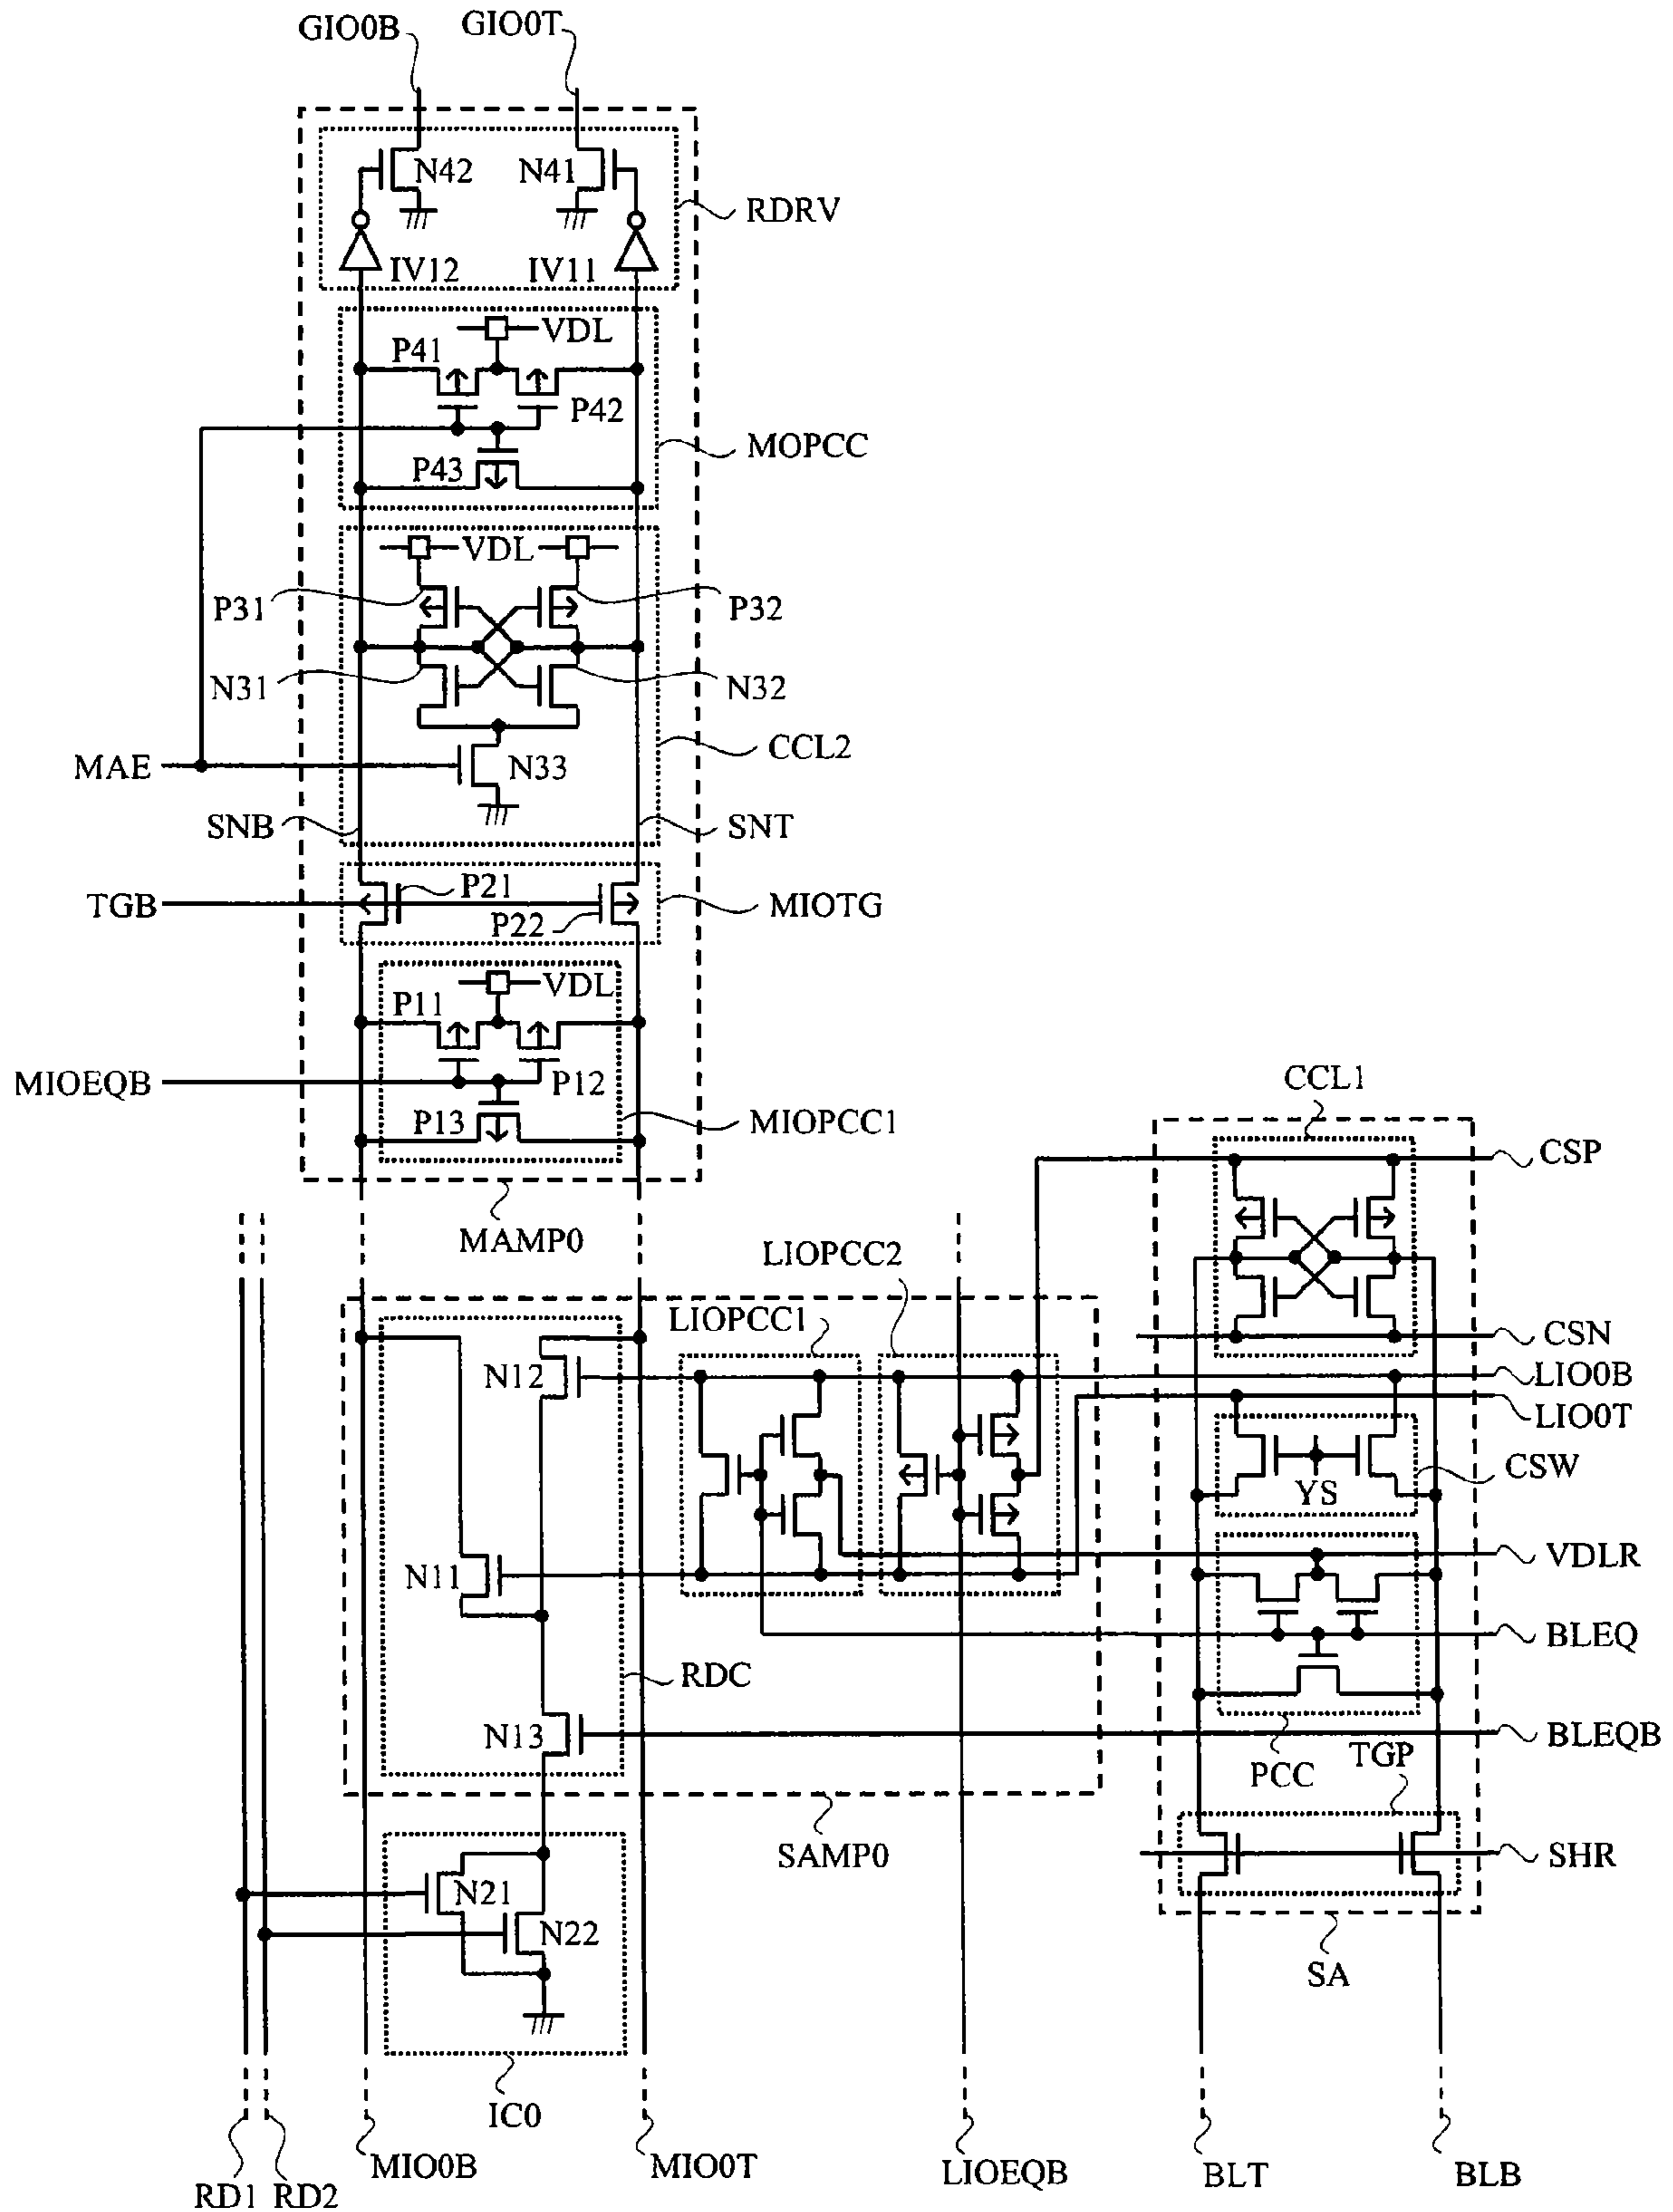 GIO0B
GIO0T
N42
N41
RDRV
IV12
IV11
VDL
P41
P42
MOPCC
P43
VDL
P31
P32
N31
N32
CCL2
MAE
N33
SNB
SNT
P21
TGB
P22
MIOTG
VDL
P11
MIOEQB
P12
P13
MIOPCC1
CCL1
CSP
MAMP0
LIOPCC2
LIOPCC1
CSN
N12
LIO0B
LIO0T
CSW
YS
N11
VDLR
BLEQ
RDC
N13
BLEQB
TGP
PCC
SAMP0
SHR
N21
N22
SA
IC0
MIO0B
MIO0T
LIOEQB
BLT
BLB
RD1
RD2